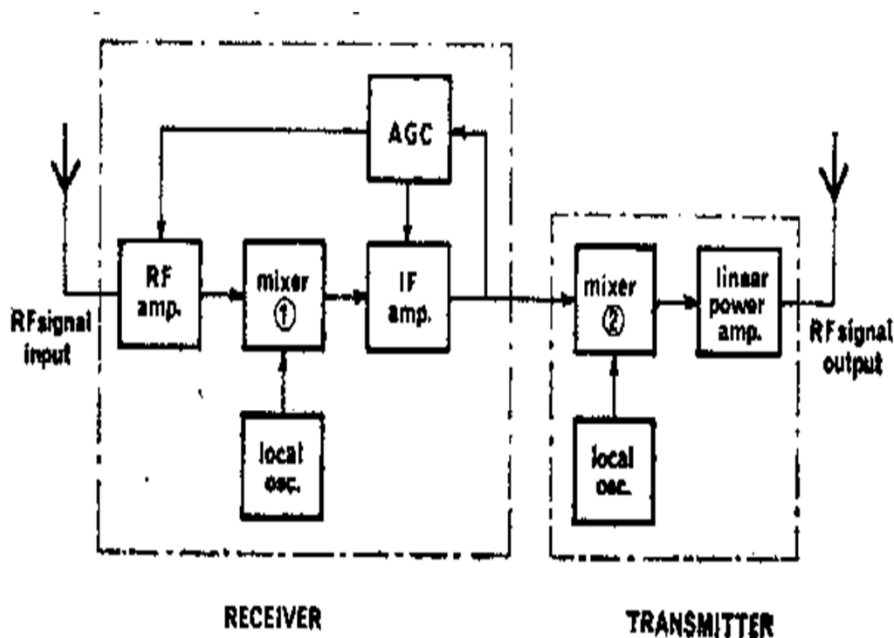 AGC
RF
amp.
mixer
①
IF
amp.
mixer
②
linear
power
amp.
RF signal
input
RF signal
output
local
osc.
local
osc.
RECEIVER
TRANSMITTER